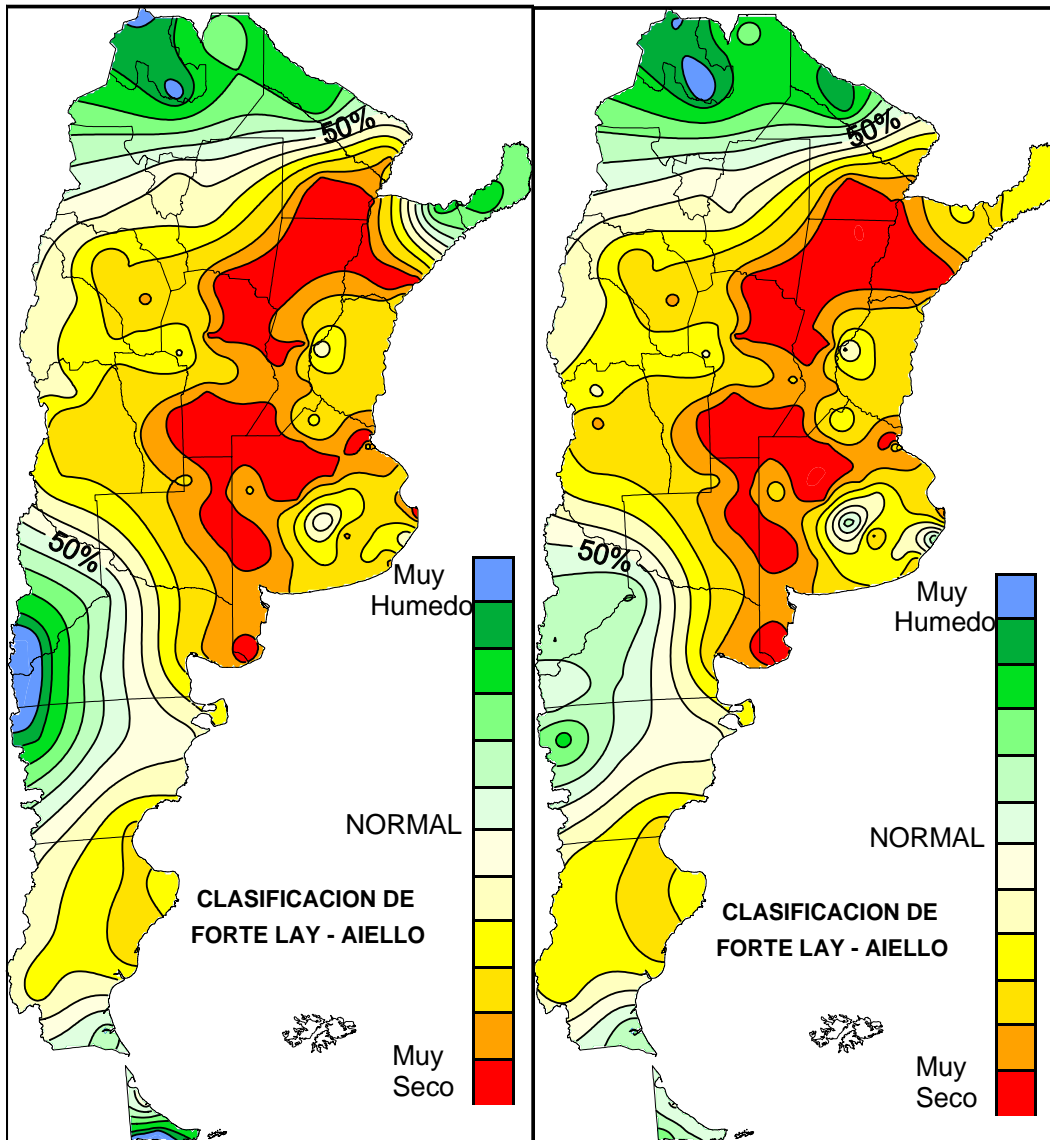 50%
50%
Muy
Humedo
NORMAL
CLASIFICACION DE
FORTE LAY - AIELLO
Muy
Seco
50%
50%
Muy
Humedo
NORMAL
CLASIFICACION DE
FORTE LAY - AIELLO
Muy
Seco